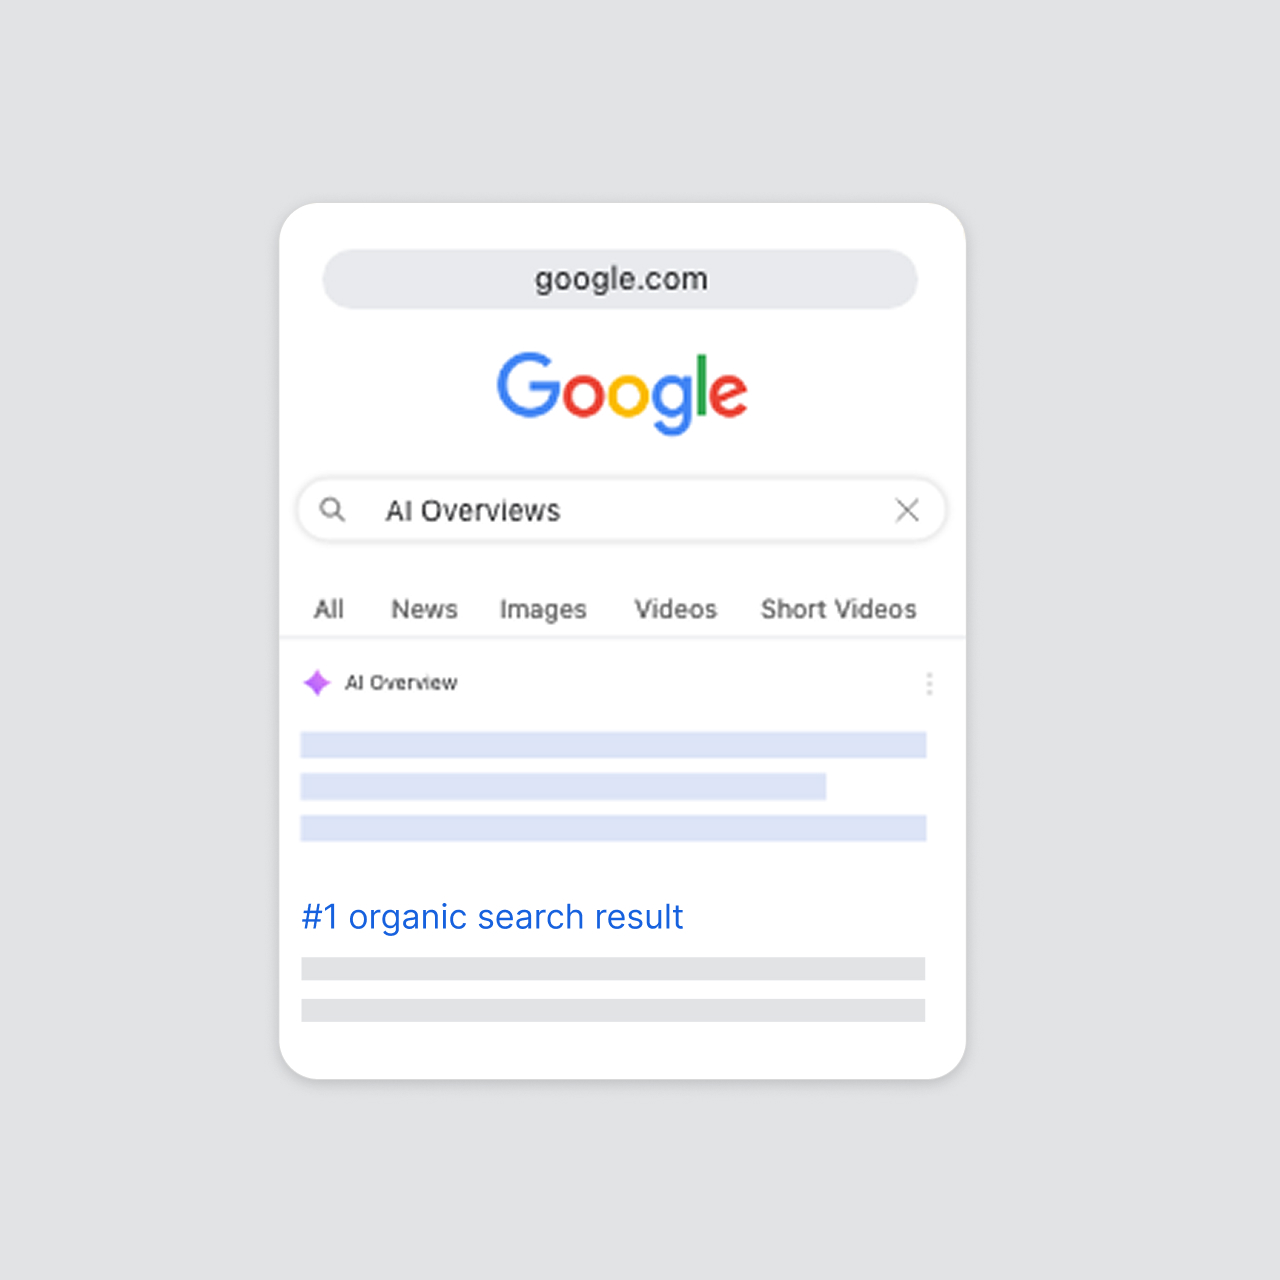 google.com
Google
AI Overviews
All News Images Videos Short Videos
AI Overview
#1 organic search result